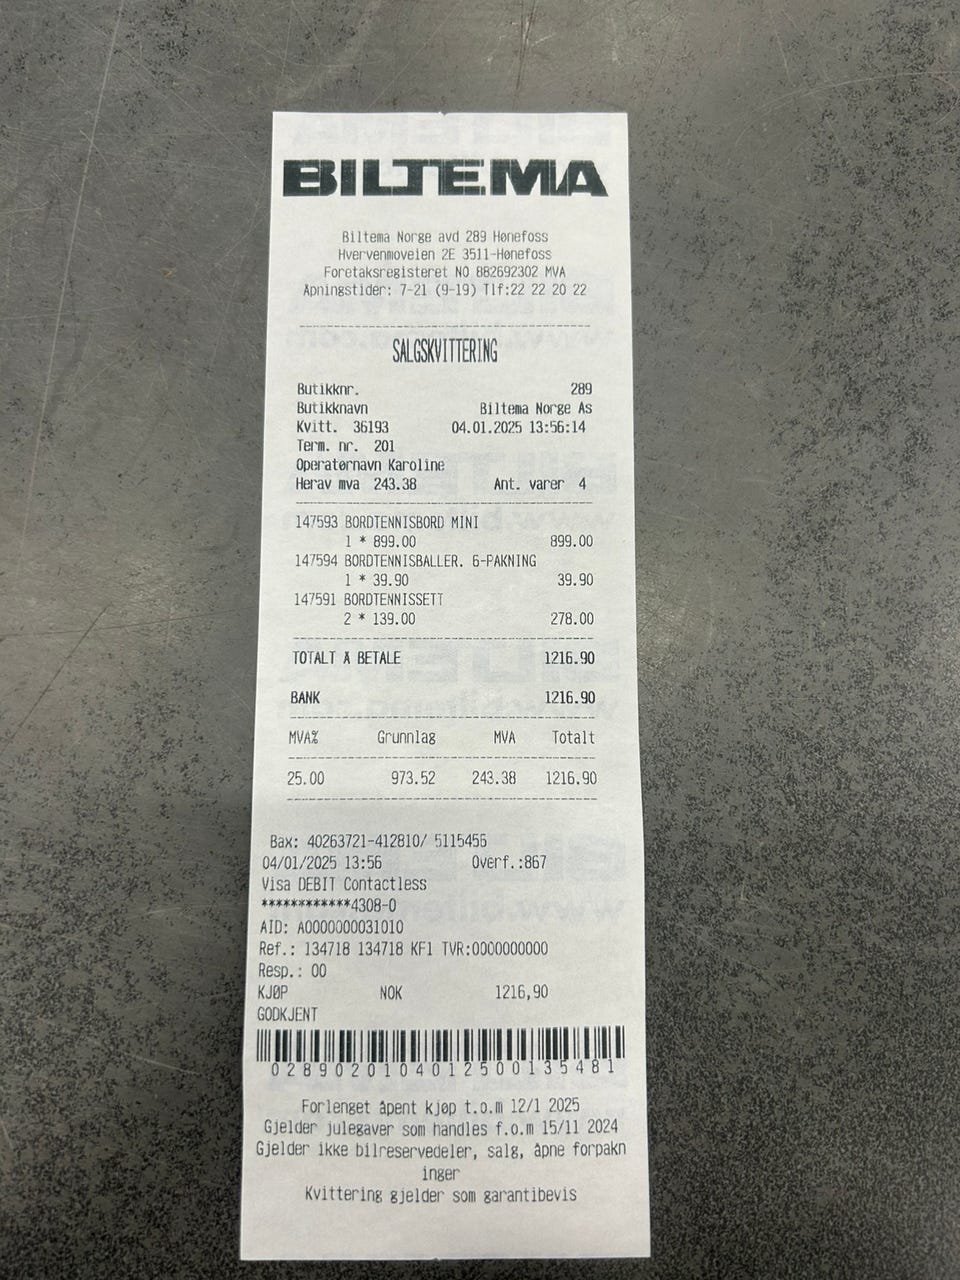 BILTEMA
Biltema Norge avd 289 Hønefoss
Hvervenmoveien 2E 3511-Hønefoss
Foretaksregisteret NO 882692302 MVA
Åpningstider: 7-21 (9-19) Tlf:22 22 20 22
SALGSKVITTERING
Butikknr. 289
Butikknavn Biltema Norge As
Kvitt. 36193 04.01.2025 13:56:14
Term. nr. 201
Operatørnavn Karoline
Herav mva 243.38 Ant. varer 4
147593 BORDTENNISBORD MINI
1 * 899.00 899.00
147594 BORDTENNISBALLER. 6-PAKNING
1 * 39.90 39.90
147591 BORDTENNISSETT
2 * 139.00 278.00
TOTALT Å BETALE 1216.90
BANK 1216.90
MVA% Grunnlag MVA Totalt
25.00 973.52 243.38 1216.90
Bax: 40263721-412810/ 5115456
04/01/2025 13:56 Overf.:867
Visa DEBIT Contactless
************4308-0
AID: A0000000031010
Ref.: 134718 134718 KF1 TVR:0000000000
Resp.: 00
KJØP NOK 1216,90
GODKJENT
0289020104012500135481
Forlenget åpent kjøp t.o.m 12/1 2025
Gjelder julegaver som handles f.o.m 15/11 2024
Gjelder ikke bilreservedeler, salg, åpne forpakn
inger
Kvittering gjelder som garantibevis